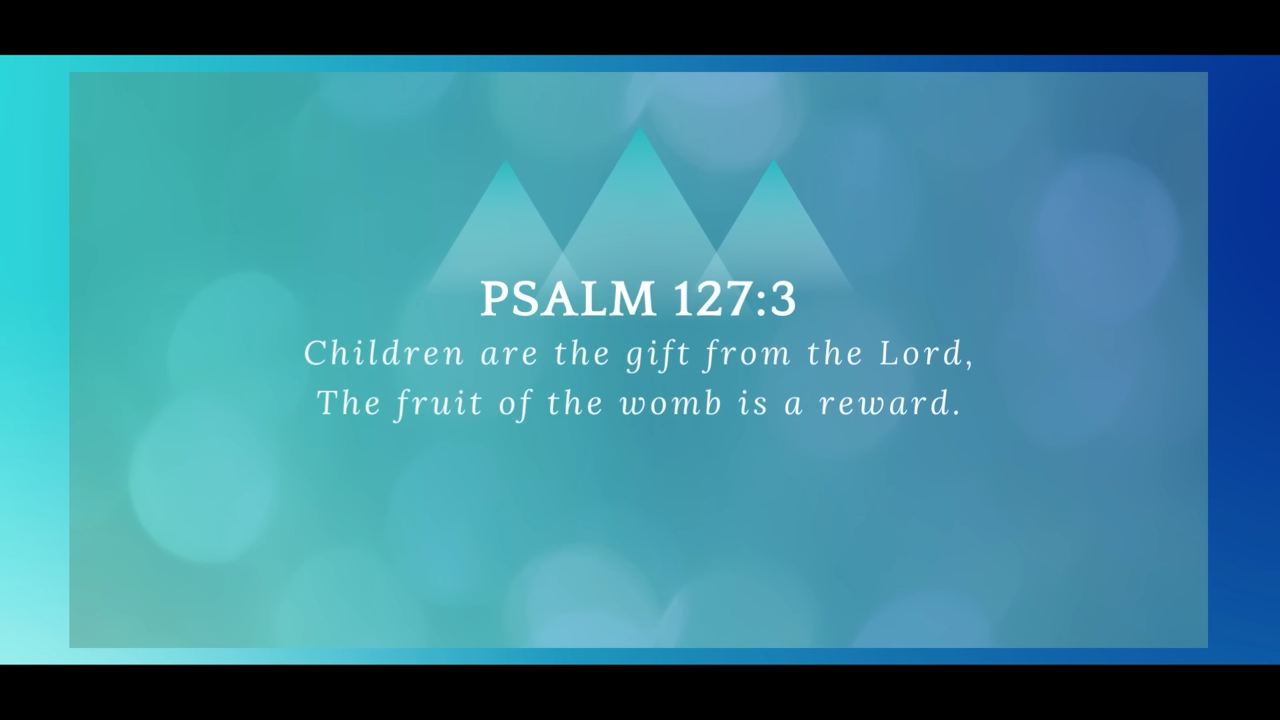 PSALM 127:3
Children are the gift from the Lord,
The fruit of the womb is a reward.